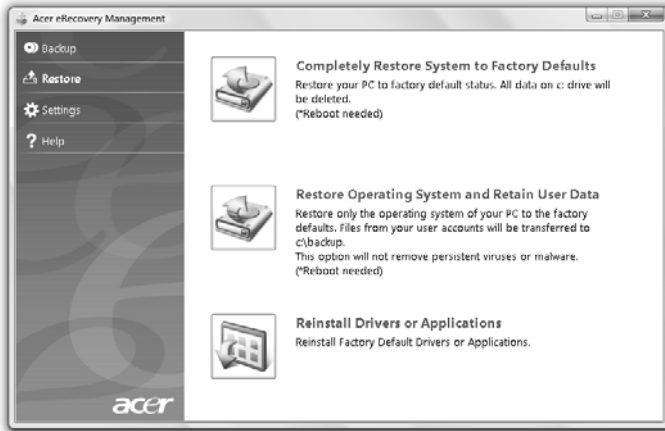 Acer eRecovery Management
Backup
Restore
Settings
Help
Completely Restore System to Factory Defaults
Restore your PC to factory default status. All data on c: drive will
be deleted.
(*Reboot needed)
Restore Operating System and Retain User Data
Restore only the operating system of your PC to the factory
defaults. Files from your user accounts will be transferred to
c:\backup.
This option will not remove persistent viruses or malware.
(*Reboot needed)
Reinstall Drivers or Applications
Reinstall Factory Default Drivers or Applications.
acer